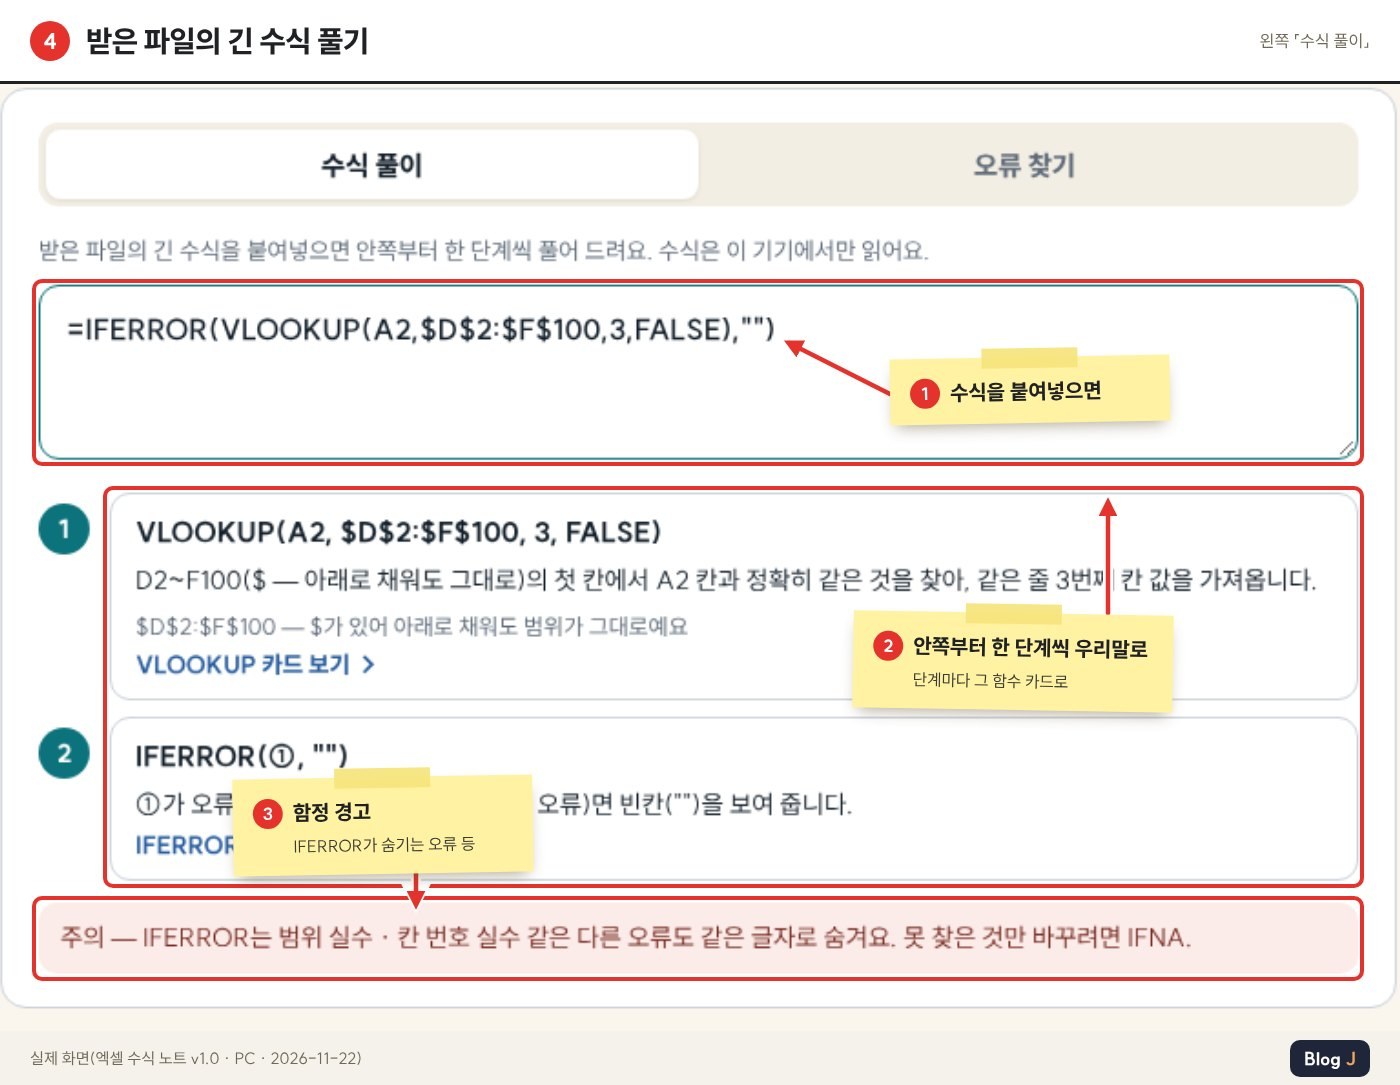 4 받은 파일의 긴 수식 풀기
왼쪽 「수식 풀이」
수식 풀이
오류 찾기
받은 파일의 긴 수식을 붙여넣으면 안쪽부터 한 단계씩 풀어 드려요. 수식은 이 기기에서만 읽어요.
=IFERROR(VLOOKUP(A2,$D$2:$F$100,3,FALSE),"")
1 수식을 붙여넣으면
1 VLOOKUP(A2, $D$2:$F$100, 3, FALSE)
D2~F100($ — 아래로 채워도 그대로)의 첫 칸에서 A2 칸과 정확히 같은 것을 찾아, 같은 줄 3번째 칸 값을 가져옵니다.
$D$2:$F$100 — $가 있어 아래로 채워도 범위가 그대로예요
VLOOKUP 카드 보기 >
2 안쪽부터 한 단계씩 우리말로
단계마다 그 함수 카드로
2 IFERROR(①, "")
①가 오류 오류)면 빈칸("")을 보여 줍니다.
IFERROR
3 함정 경고
IFERROR가 숨기는 오류 등
주의 — IFERROR는 범위 실수 · 칸 번호 실수 같은 다른 오류도 같은 글자로 숨겨요. 못 찾은 것만 바꾸려면 IFNA.
실제 화면(엑셀 수식 노트 v1.0 · PC · 2026-11-22)
Blog J